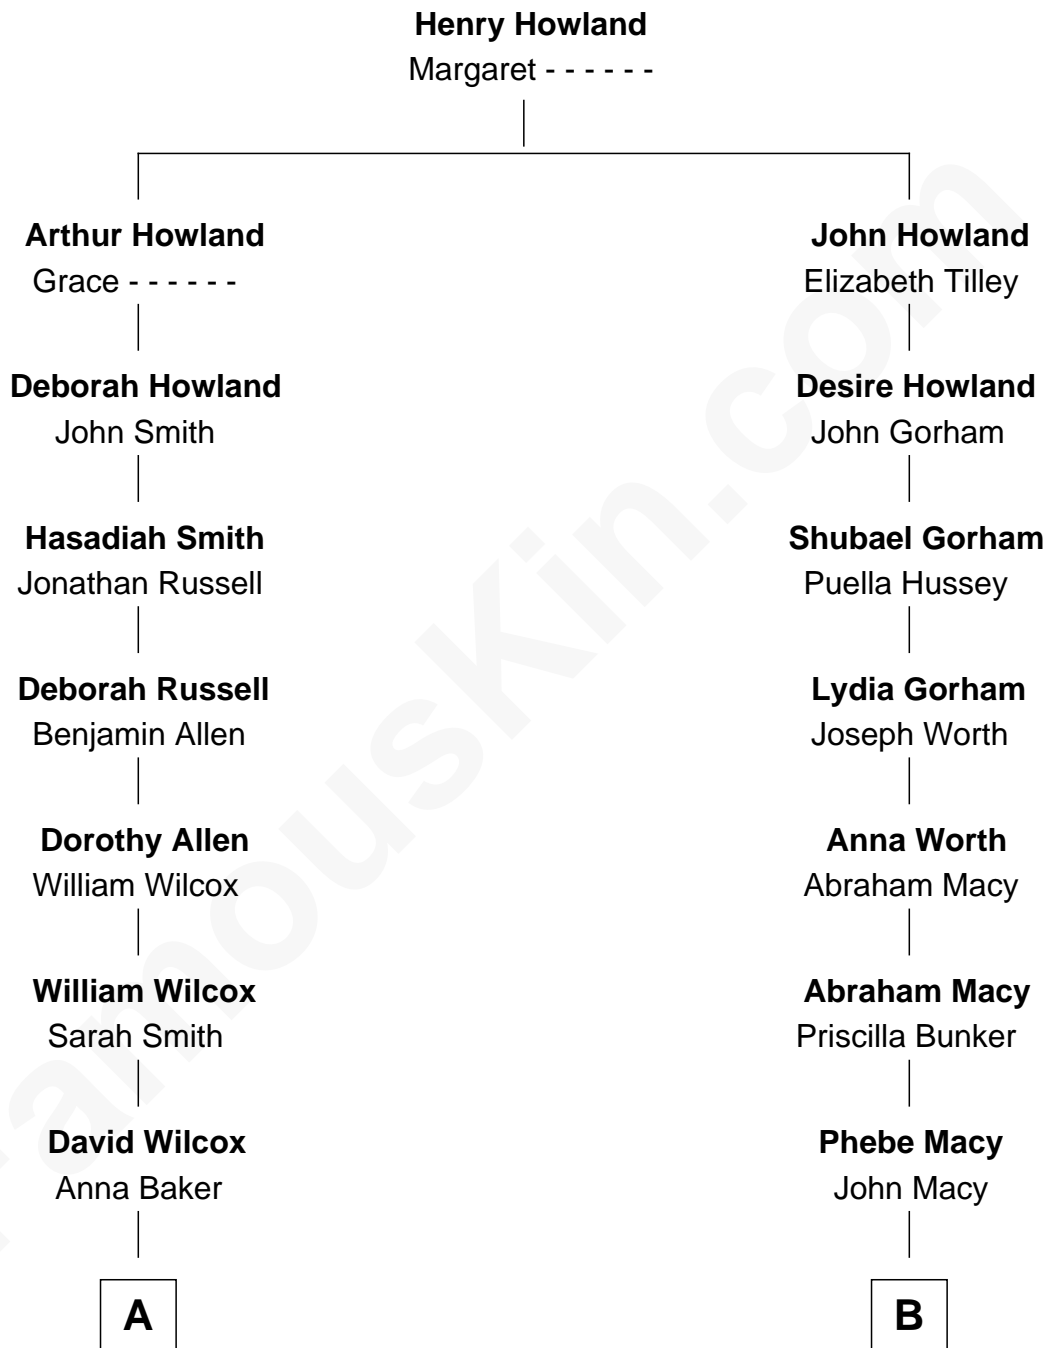 Henry Howland
Margaret - - - - - -
Arthur Howland
Grace - - - - - -
John Howland
Elizabeth Tilley
Deborah Howland
John Smith
Desire Howland
John Gorham
Hasadiah Smith
Jonathan Russell
Shubael Gorham
Puella Hussey
Deborah Russell
Benjamin Allen
Lydia Gorham
Joseph Worth
Dorothy Allen
William Wilcox
Anna Worth
Abraham Macy
William Wilcox
Sarah Smith
Abraham Macy
Priscilla Bunker
David Wilcox
Anna Baker
Phebe Macy
John Macy
A
B
FamousKin.com